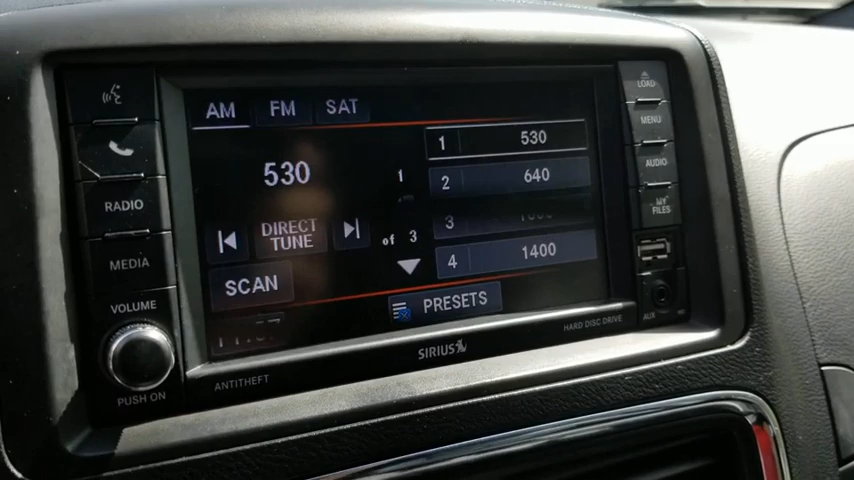 AM FM SAT
LOAD
MENU
530
1 530
1
2 640
AUDIO
RADIO
MY
FILES
DIRECT
TUNE
of 3
3
4 1400
MEDIA
SCAN
PRESETS
VOLUME
HARD DISC DRIVE
AUX
SIRIUS
ANTITHEFT
PUSH ON